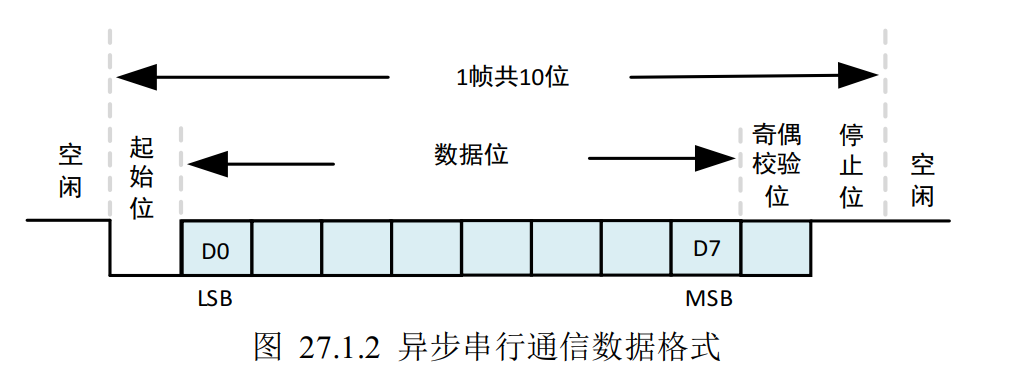 1帧共10位
空闲
起始位
数据位
奇偶校验位
停止位
空闲
D0
D7
LSB
MSB
图 27.1.2 异步串行通信数据格式